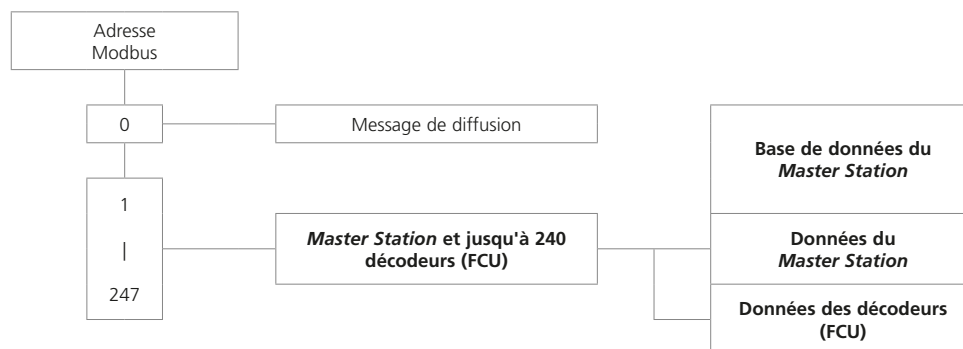 Adresse
Modbus
0
Message de diffusion
Base de données du
Master Station
1
|
247
Master Station et jusqu'à 240
décodeurs (FCU)
Données du
Master Station
Données des décodeurs
(FCU)